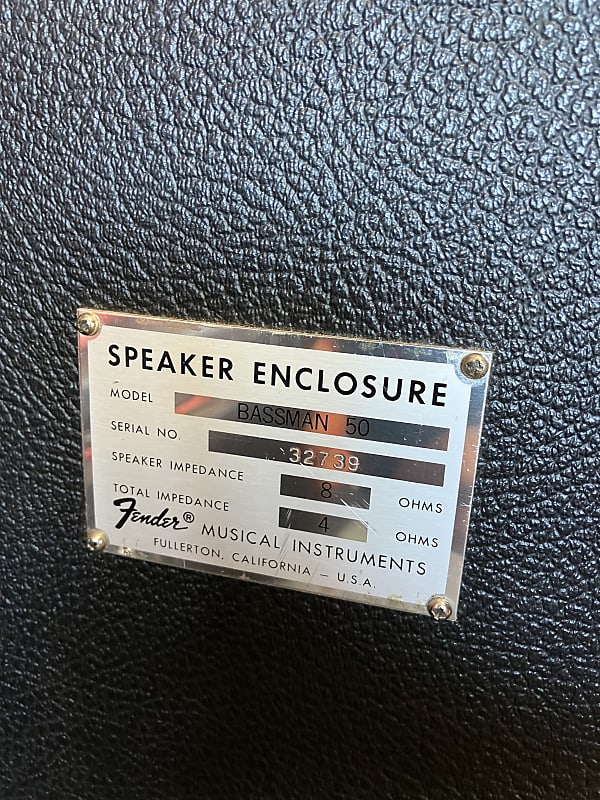 SPEAKER ENCLOSURE
MODEL BASSMAN 50
SERIAL NO. 32739
SPEAKER IMPEDANCE 8 OHMS
TOTAL IMPEDANCE 4 OHMS
Fender® MUSICAL INSTRUMENTS
FULLERTON, CALIFORNIA – U.S.A.